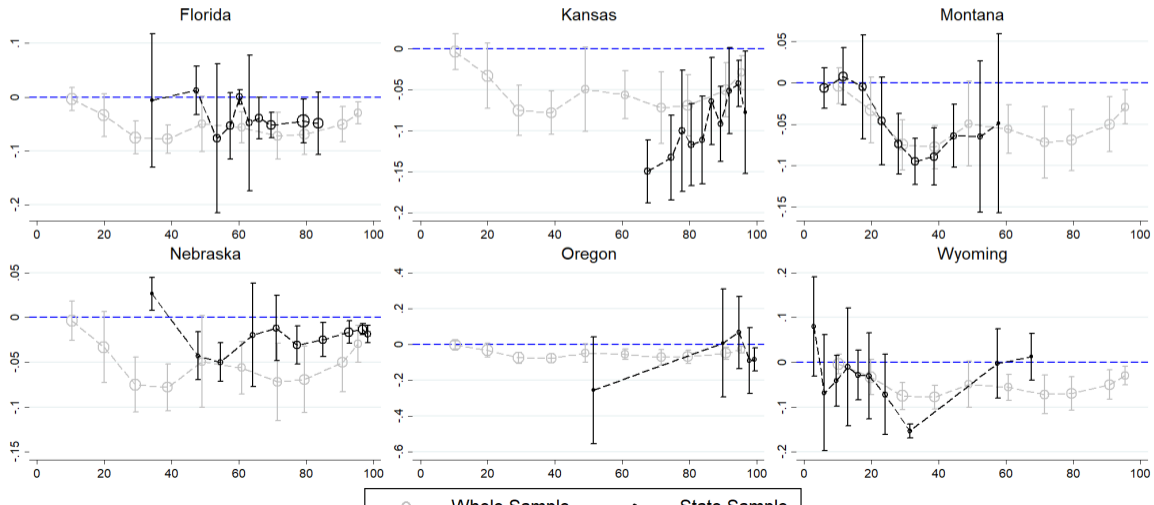 Florida Kansas Montana
.1 0 -.1 -.2
0 20 40 60 80 100
0 -.05 -.1 -.15 -.2
0 20 40 60 80 100
.05 0 -.05 -.1 -.15
0 20 40 60 80 100
Nebraska Oregon Wyoming
.05 0 -.05 -.1 -.15
0 20 40 60 80 100
.4 .2 0 -.2 -.4 -.6
0 20 40 60 80 100
.2 .1 0 -.1 -.2
0 20 40 60 80 100
Whole Sample State Sample